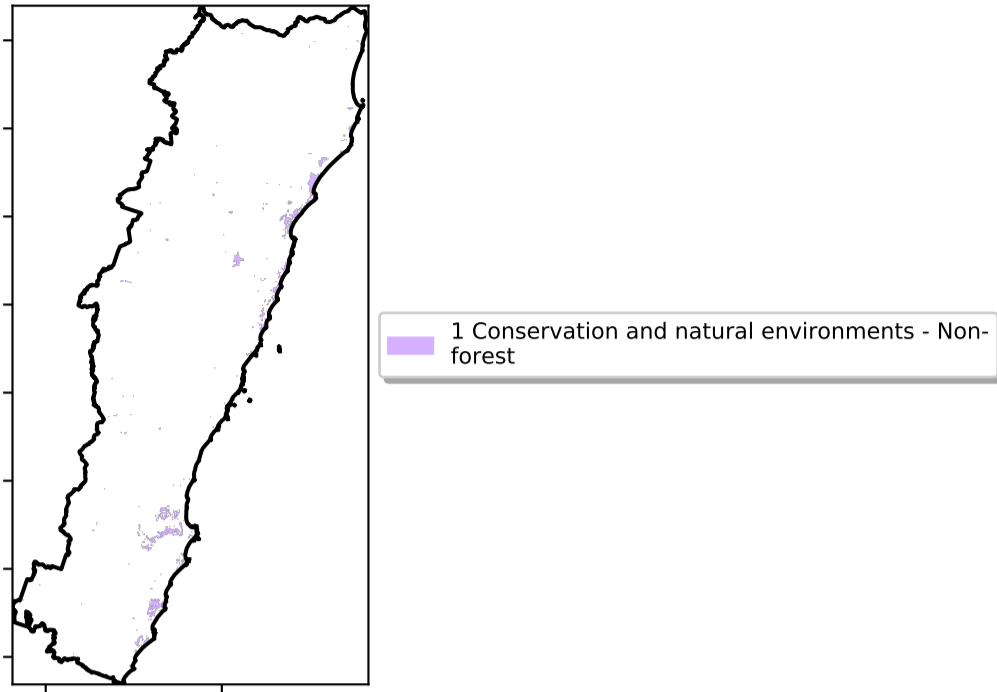 1 Conservation and natural environments - Non-
forest